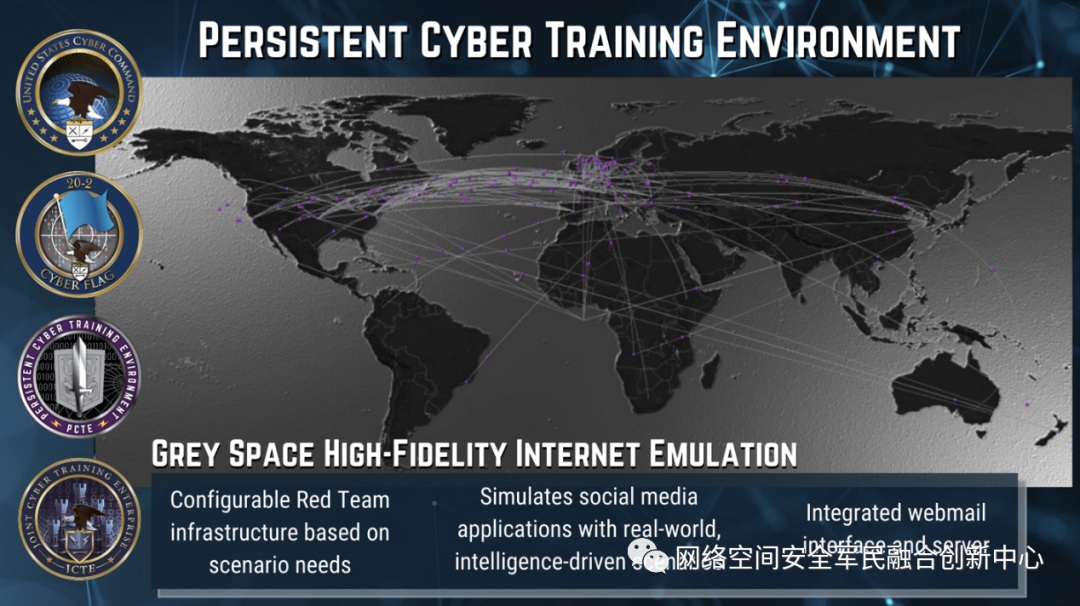 PERSISTENT CYBER TRAINING ENVIRONMENT
UNITED STATES CYBER COMMAND
20-2
CYBER FLAG
PERSISTENT CYBER TRAINING ENVIRONMENT
PCTE
JOINT CYBER TRAINING ENTERPRISE
JCTE
GREY SPACE HIGH-FIDELITY INTERNET EMULATION
Configurable Red Team
infrastructure based on
scenario needs
Simulates social media
applications with real-world,
intelligence-driven
Integrated webmail
interface and server
网络空间安全军民融合创新中心